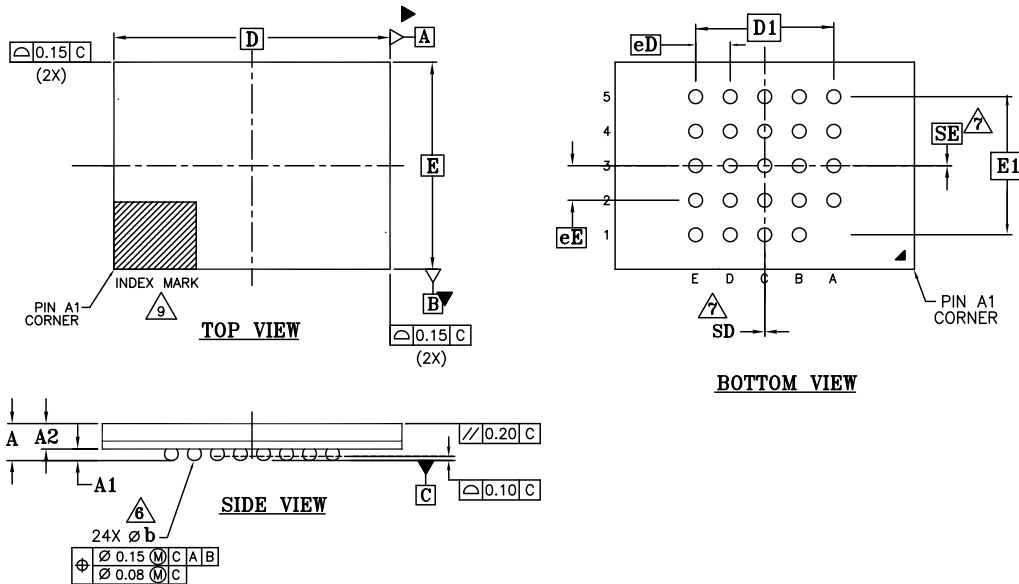 D
A
⌓ 0.15 C
(2X)
E
INDEX MARK
9
PIN A1
CORNER
B
⌓ 0.15 C
(2X)
TOP VIEW
D1
eD
5
4
3
2
1
SE
7
E1
eE
E D C B A
7
SD
PIN A1
CORNER
BOTTOM VIEW
A
A2
A1
// 0.20 C
C
⌓ 0.10 C
SIDE VIEW
6
24X Ø b
⌖ Ø 0.15 Ⓜ C A B
Ø 0.08 Ⓜ C